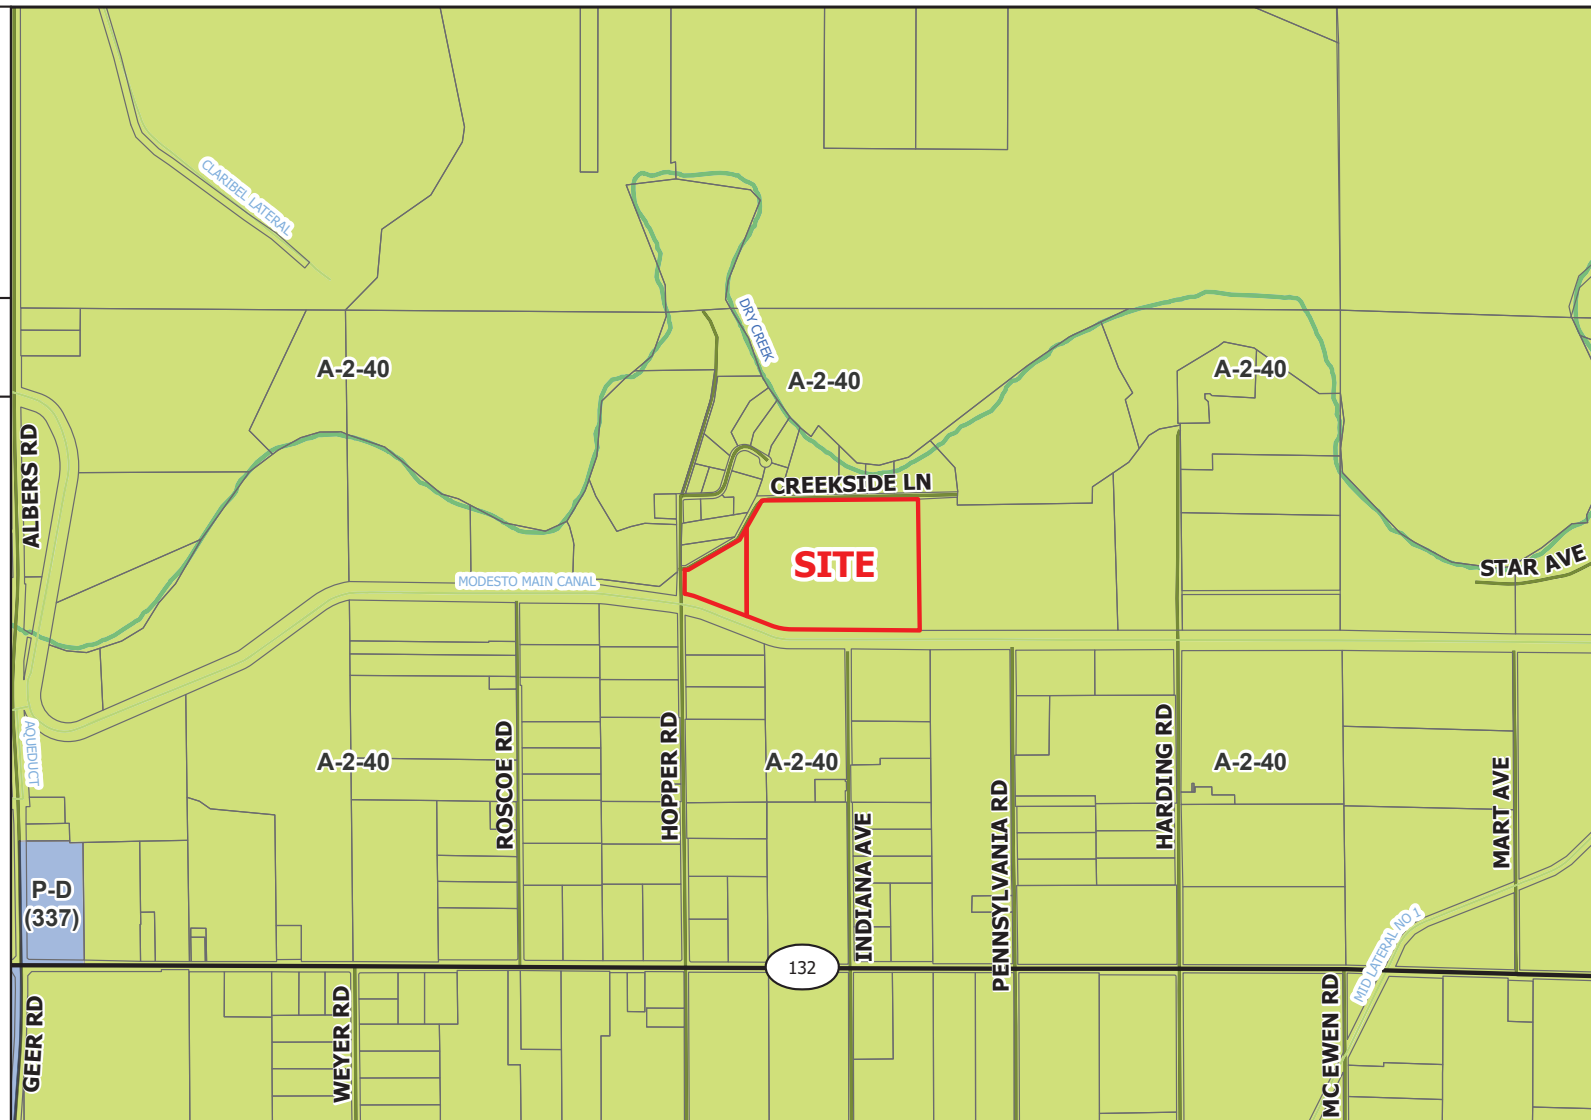 CLARIBEL LATERAL
DRY CREEK
A-2-40
A-2-40
A-2-40
ALBERS RD
CREEKSIDE LN
SITE
STAR AVE
MODESTO MAIN CANAL
AQUEDUCT
A-2-40
ROSCOE RD
HOPPER RD
A-2-40
INDIANA AVE
PENNSYLVANIA RD
HARDING RD
A-2-40
MART AVE
P-D
(337)
MID LATERAL NO 1
132
GEER RD
WEYER RD
MC EWEN RD